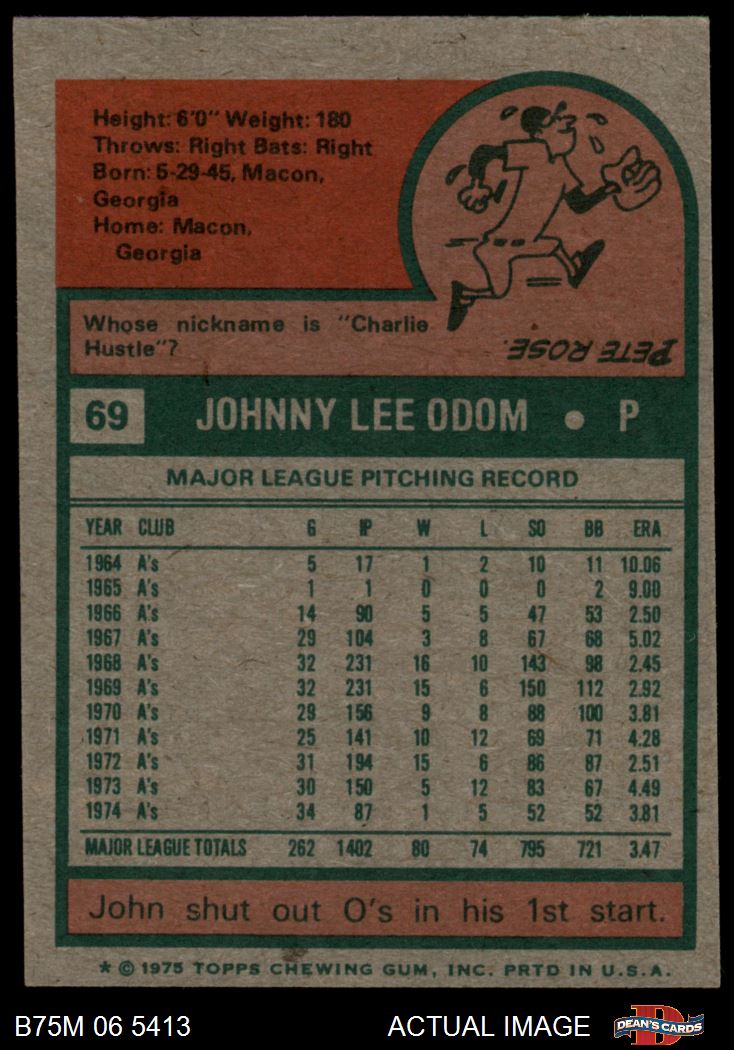 Height: 6'0" Weight: 180
Throws: Right Bats: Right
Born: 5-29-45, Macon,
Georgia
Home: Macon,
Georgia
Whose nickname is "Charlie
Hustle"?
PETE ROSE.
69 JOHNNY LEE ODOM • P
MAJOR LEAGUE PITCHING RECORD
YEAR CLUB G IP W L SO BB ERA
1964 A's 5 17 1 2 10 11 10.06
1965 A's 1 1 0 0 0 2 9.00
1966 A's 14 90 5 5 47 53 2.50
1967 A's 29 104 3 8 67 68 5.02
1968 A's 32 231 16 10 143 98 2.45
1969 A's 32 231 15 6 150 112 2.92
1970 A's 29 156 9 8 88 100 3.81
1971 A's 25 141 10 12 69 71 4.28
1972 A's 31 194 15 6 86 87 2.51
1973 A's 30 150 5 12 83 67 4.49
1974 A's 34 87 1 5 52 52 3.81
MAJOR LEAGUE TOTALS 262 1402 80 74 795 721 3.47
John shut out O's in his 1st start.
* © 1975 TOPPS CHEWING GUM, INC. PRTD IN U.S.A.
B75M 06 5413 ACTUAL IMAGE DEAN'S CARDS